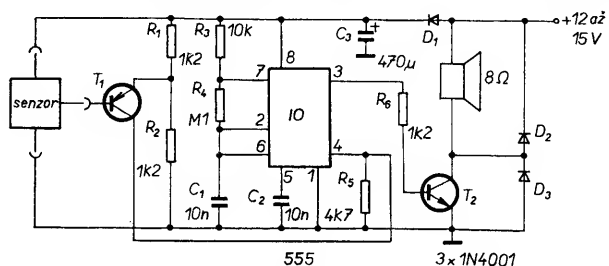 R1
R3
10k
1k2
C3
+
470µ
D1
+12 až
15 V
senzor
T1
R4
M1
7
8
3
2
IO
6
4
5
1
R6
1k2
8Ω
R2
1k2
C1
10n
C2
10n
R5
4k7
T2
D2
D3
555
3 x 1N4001